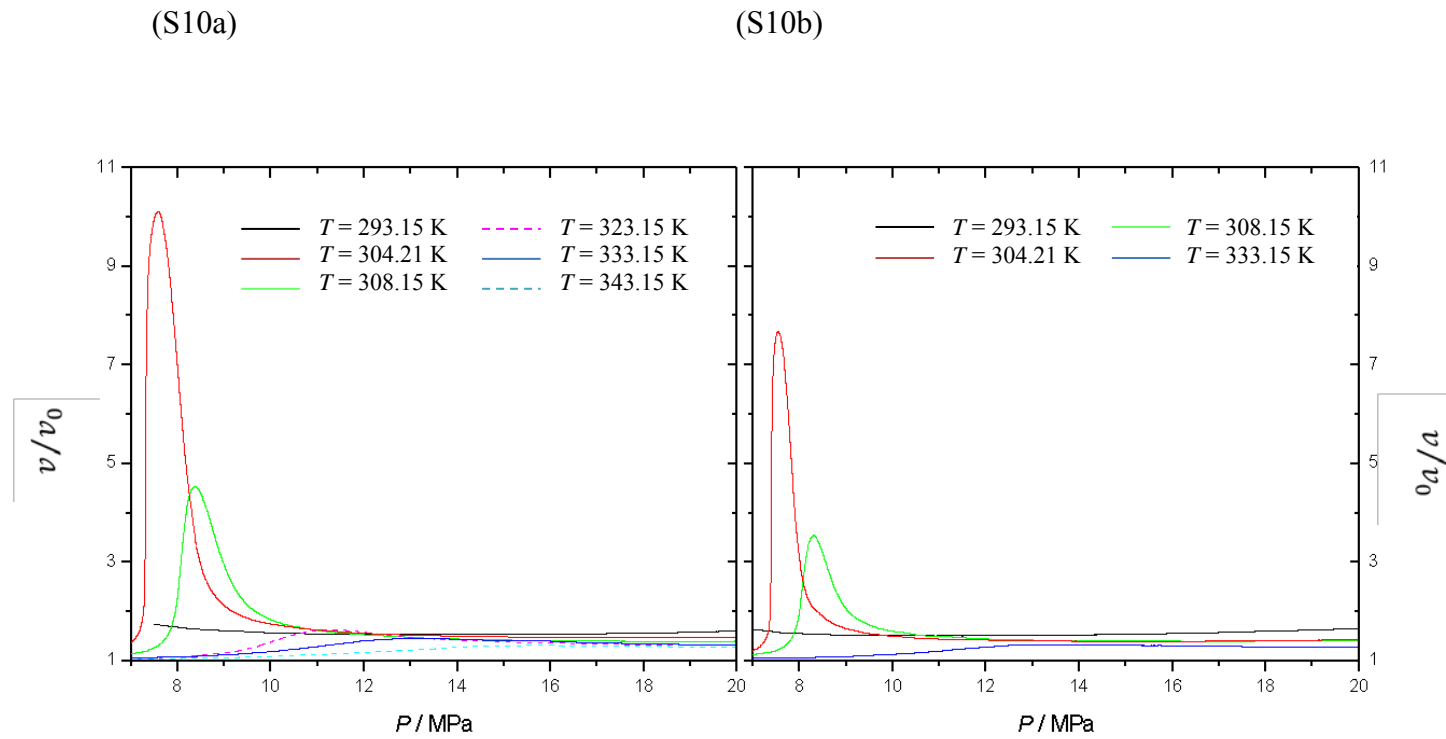 (S10a) (S10b)
11
9
7
5
3
1
T = 293.15 K
T = 304.21 K
T = 308.15 K
T = 323.15 K
T = 333.15 K
T = 343.15 K
8 10 12 14 16 18 20
P / MPa
v/v₀
T = 293.15 K
T = 304.21 K
T = 308.15 K
T = 333.15 K
11
9
7
5
3
1
8 10 12 14 16 18 20
P / MPa
v/v₀